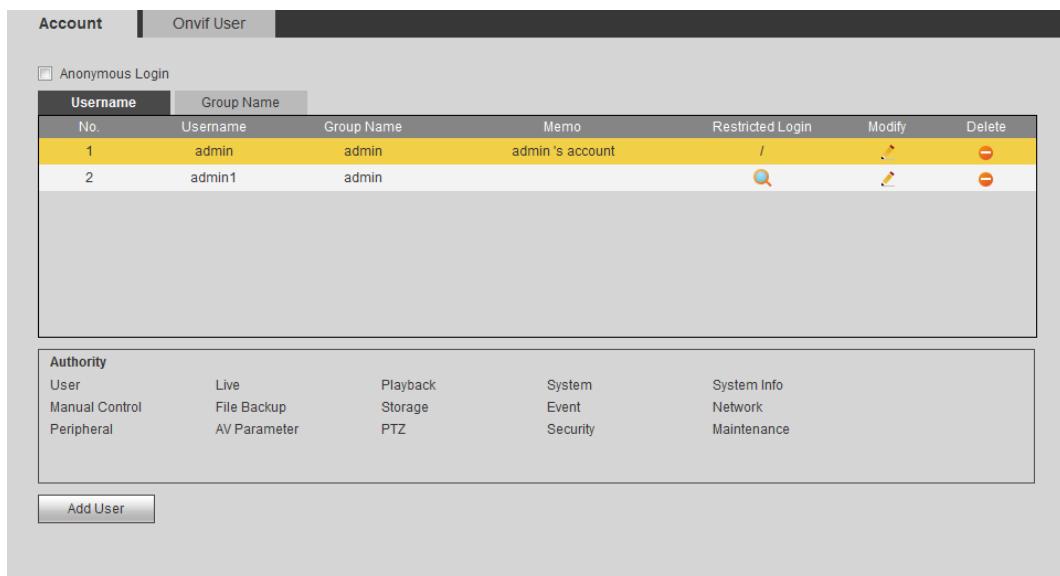 Account Onvif User
Anonymous Login
Username Group Name
No. Username Group Name Memo Restricted Login Modify Delete
1 admin admin admin 's account /
2 admin1 admin
Authority
User Live Playback System System Info
Manual Control File Backup Storage Event Network
Peripheral AV Parameter PTZ Security Maintenance
Add User